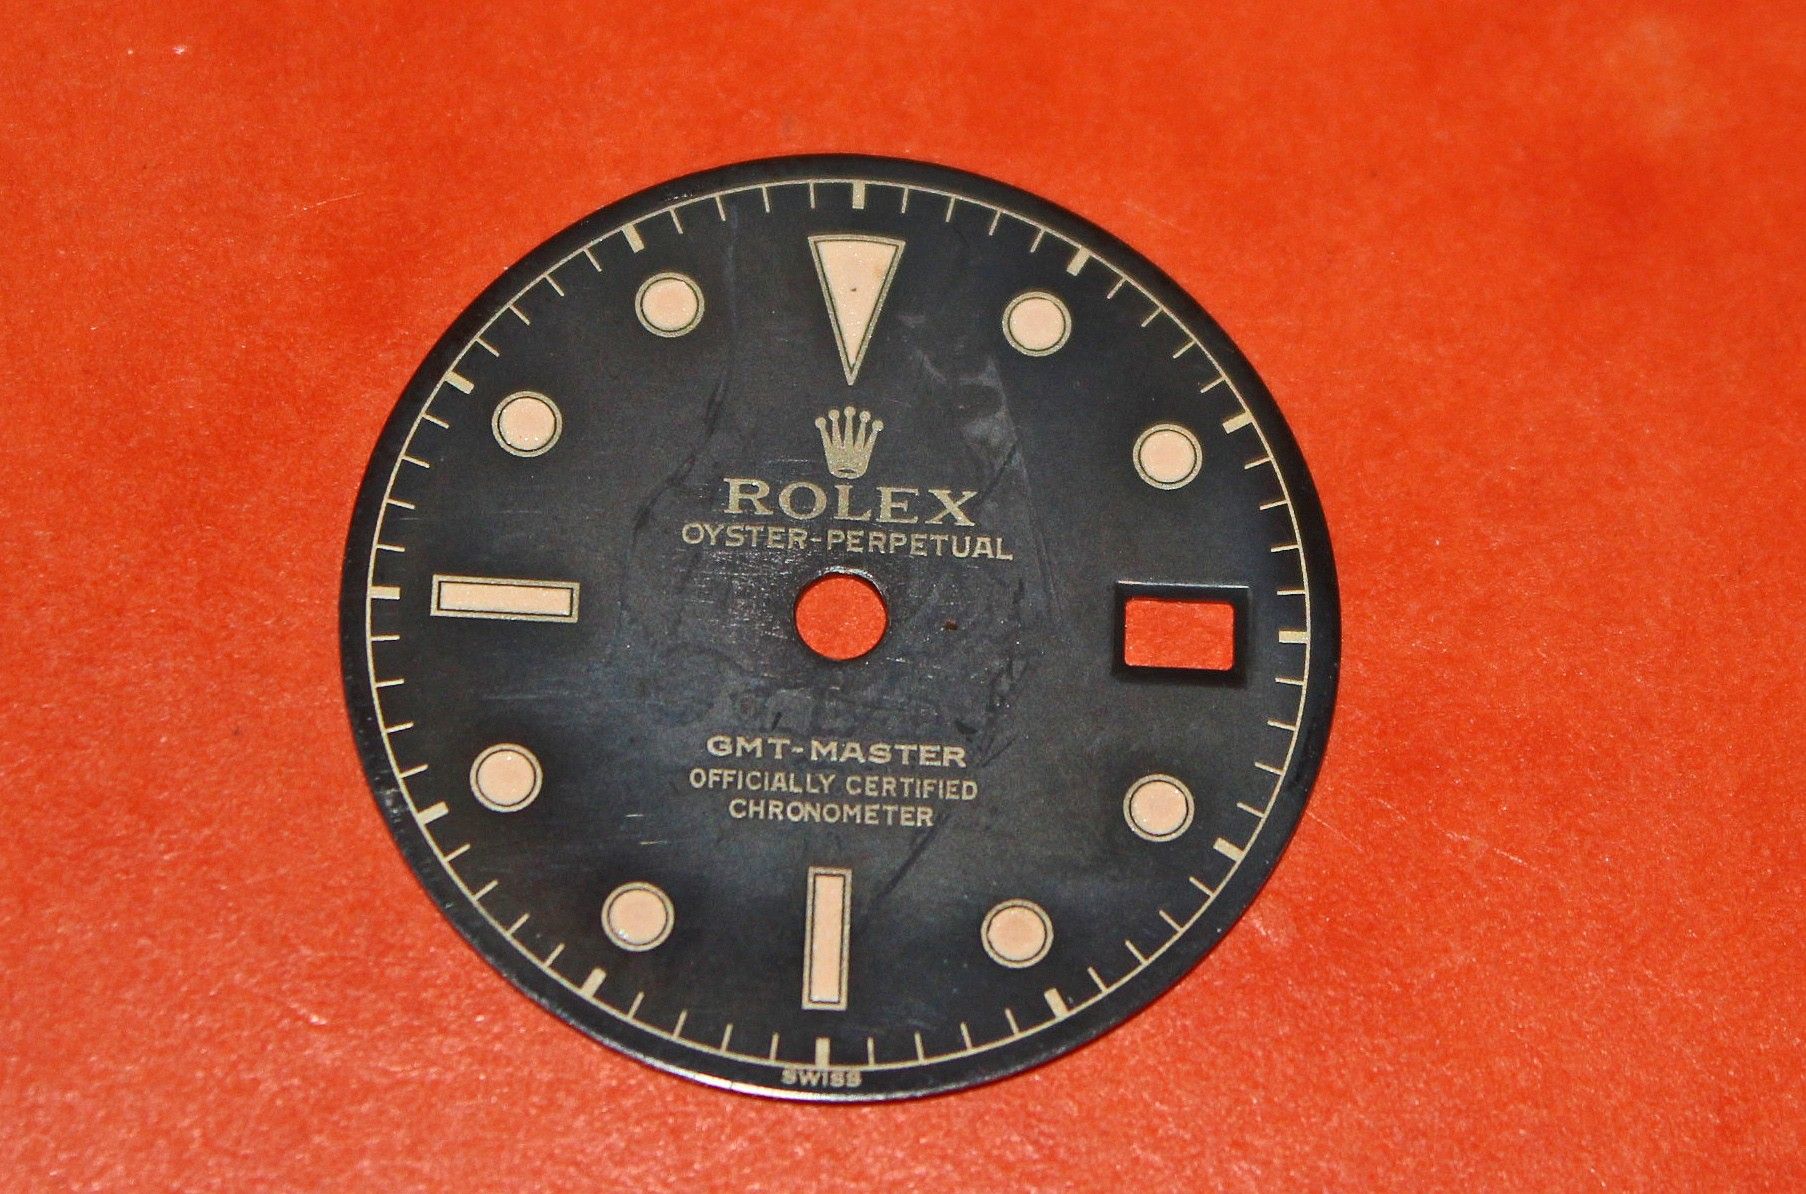 ROLEX
OYSTER-PERPETUAL
GMT-MASTER
OFFICIALLY CERTIFIED
CHRONOMETER
SWISS